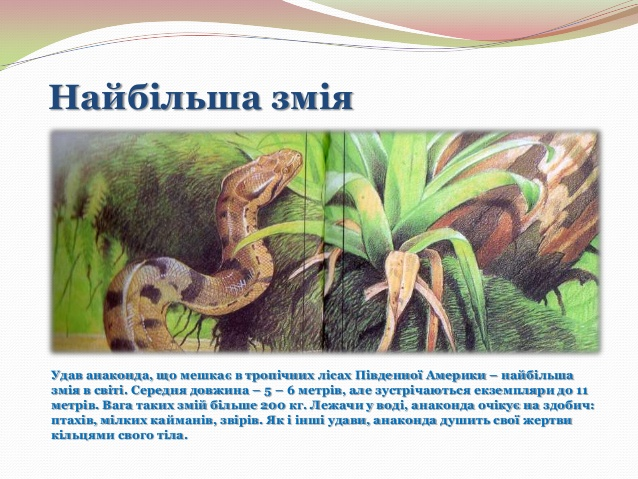 Найбільша змія
Удав анаконда, що мешкає в тропічних лісах Південної Америки – найбільша
змія в світі. Середня довжина – 5 – 6 метрів, але зустрічаються екземпляри до 11
метрів. Вага таких змій більше 200 кг. Лежачи у воді, анаконда очікує на здобич:
птахів, мілких кайманів, звірів. Як і інші удави, анаконда душить свої жертви
кільцями свого тіла.